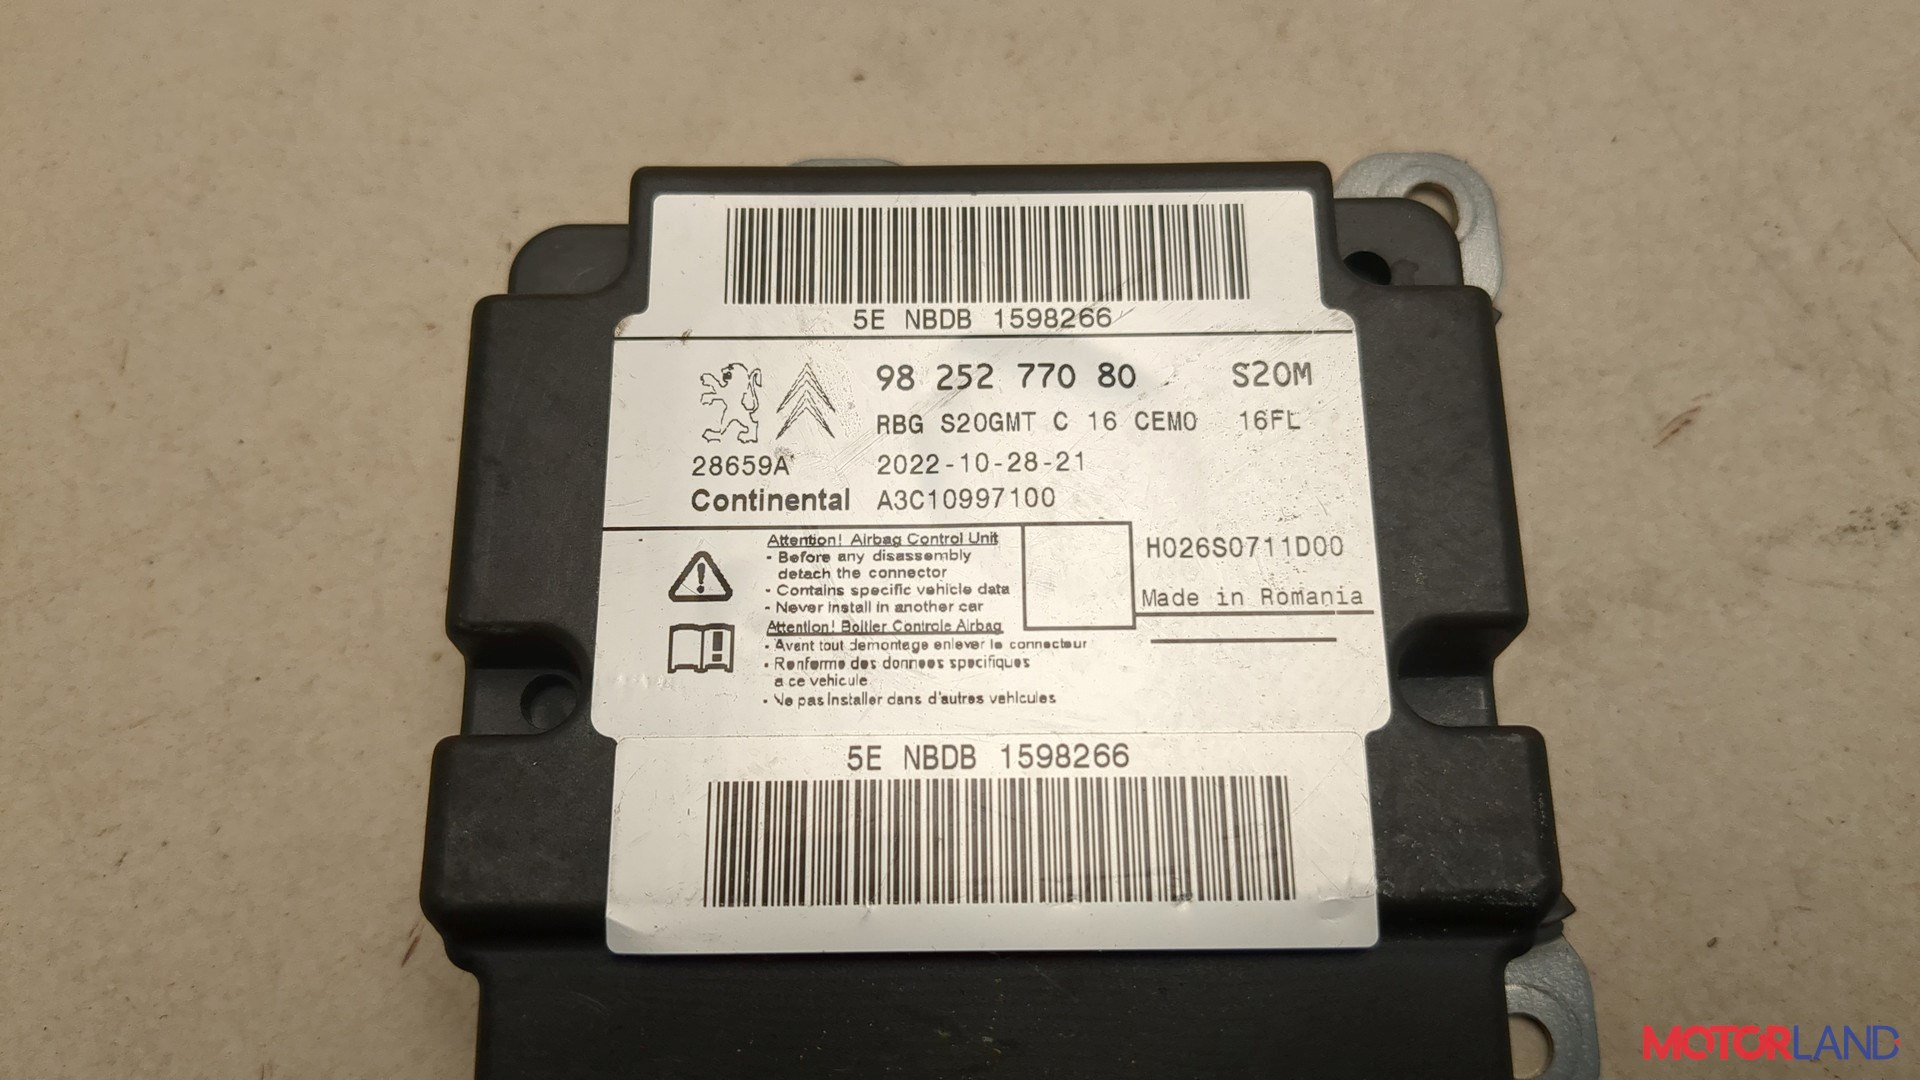 5E NBDB 1598266
98 252 770 80 S20M
RBG S20GMT C 16 CEM0 16FL
28659A 2022-10-28-21
Continental A3C10997100
Attention! Airbag Control Unit
- Before any disassembly
detach the connector
- Contains specific vehicle data
- Never install in another car
H026S0711D00
Made in Romania
Attention! Boitier Controle Airbag
- Avant tout demontage enlever le connecteur
- Renferme des donnees specifiques
a ce vehicule
- Ne pas installer dans d'autres vehicules
5E NBDB 1598266
MOTORLAND